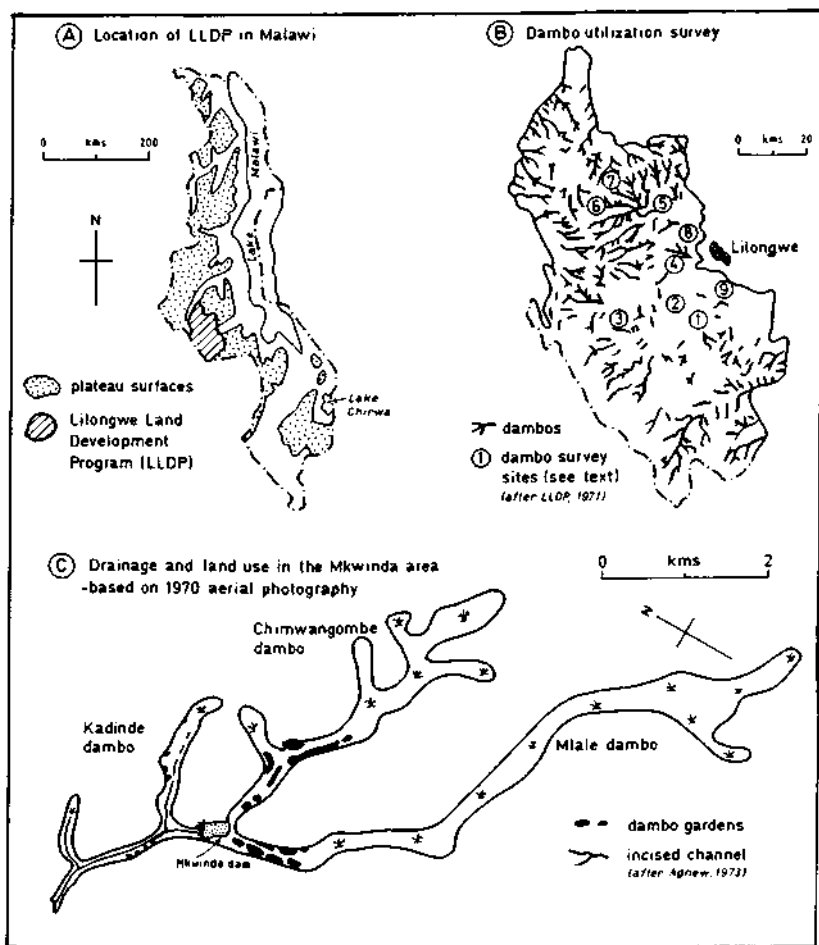 A Location of LLDP in Malawi
0 kms 200
N
Lake Malawi
plateau surfaces
Lilongwe Land
Development
Program (LLDP)
Lake
Chirwa
B Dambo utilization survey
0 kms 20
7
6
5
8
Lilongwe
4
9
3
2
1
dambos
1 dambo survey
sites (see text)
(after LLDP, 1971)
C Drainage and land use in the Mkwinda area
-based on 1970 aerial photography
0 kms 2
N
Chimwangombe
dambo
Kadinde
dambo
Mlale dambo
Mkwinda dam
dambo gardens
incised channel
(after Agnew, 1973)